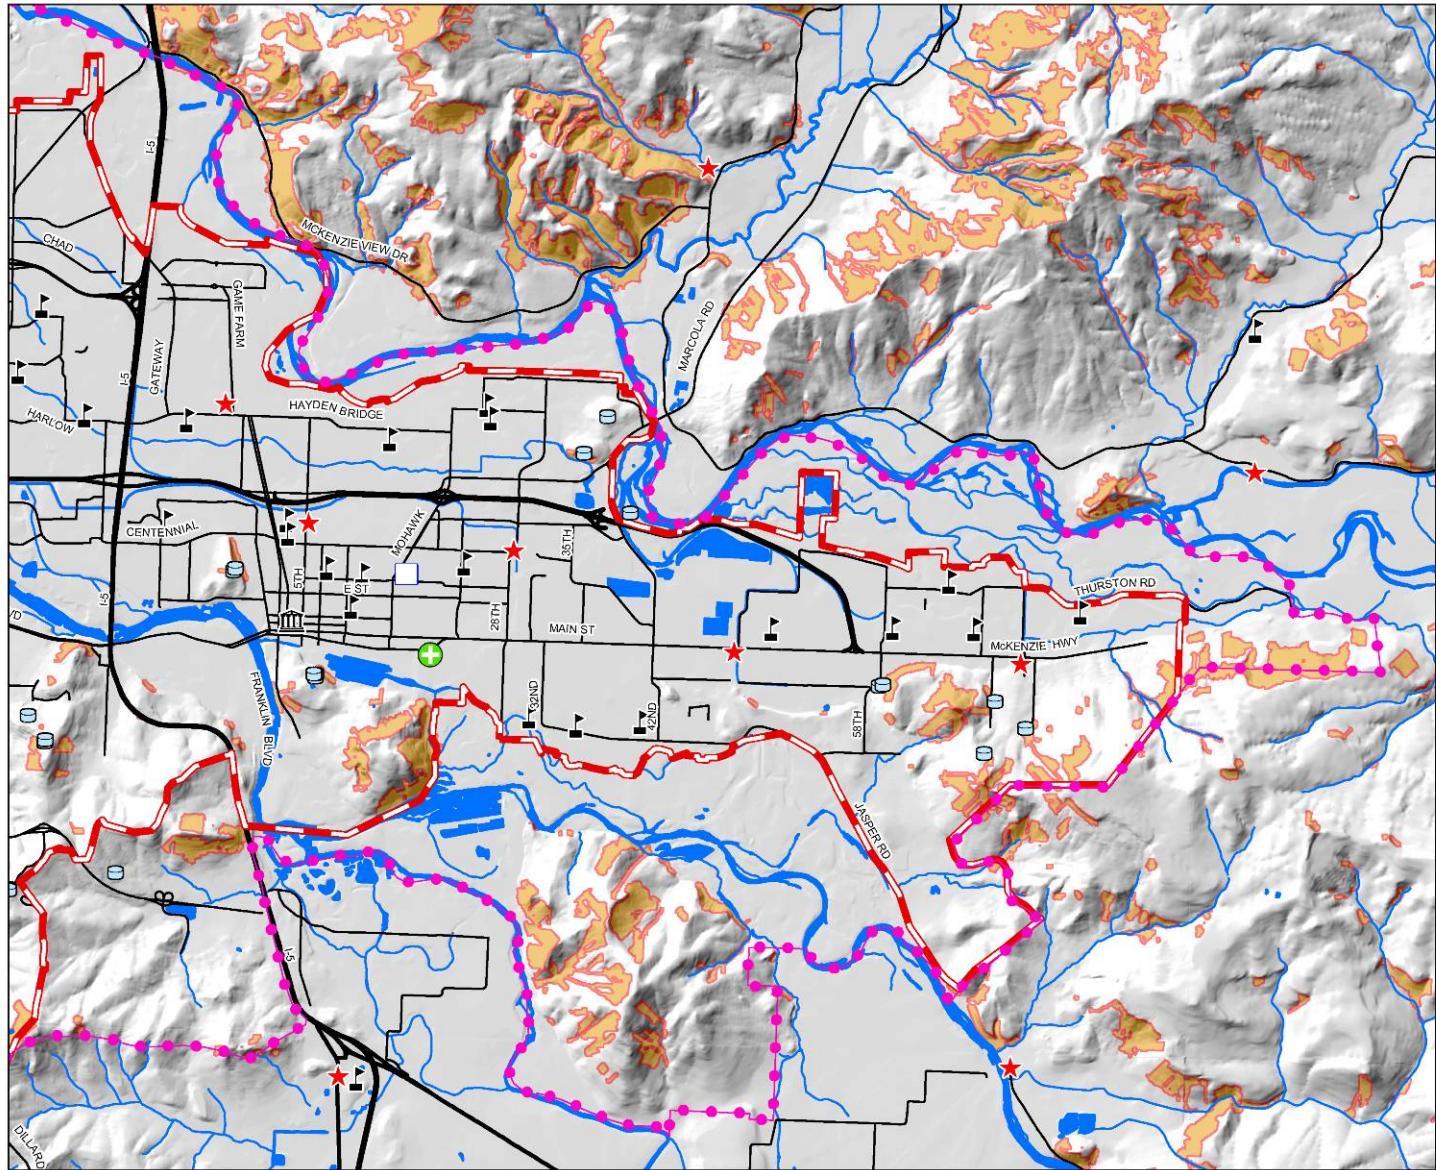 I-5
MCKENZIE VIEW DR
CHAD
GAME FARM
MARCOLA RD
GATEWAY
I-5
HAYDEN BRIDGE
HARLOW
CENTENNIAL
MOHAWK
35TH
5TH
E ST
THURSTON RD
I-5
28TH
MAIN ST
McKENZIE HWY
FRANKLIN BLVD
32ND
42ND
58TH
JASPER RD
I-5
DILLARD